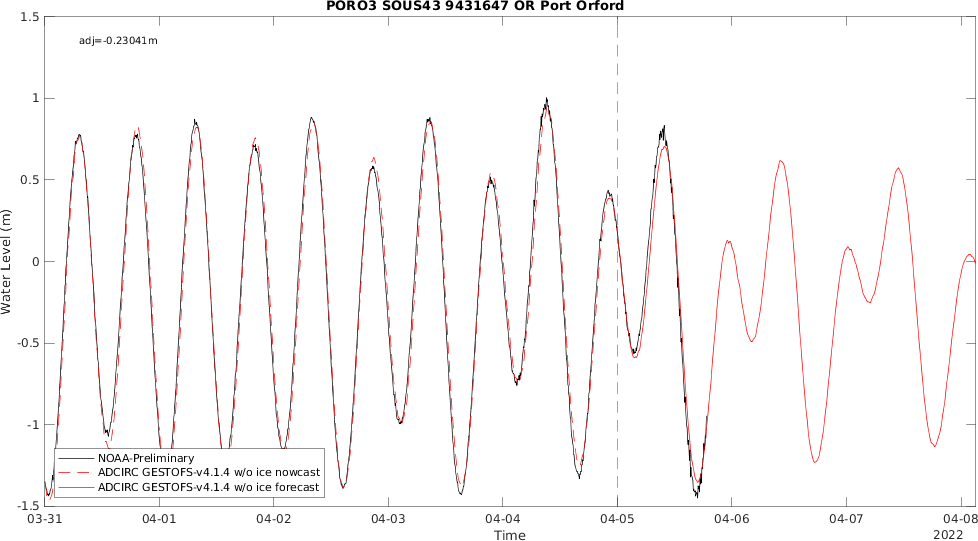 PORO3 SOUS43 9431647 OR Port Orford
adj=-0.23041m
1.5
1
0.5
0
-0.5
-1
-1.5
Water Level (m)
NOAA-Preliminary
ADCIRC GESTOFS-v4.1.4 w/o ice nowcast
ADCIRC GESTOFS-v4.1.4 w/o ice forecast
03-31 04-01 04-02 04-03 04-04 04-05 04-06 04-07 04-08
Time
2022